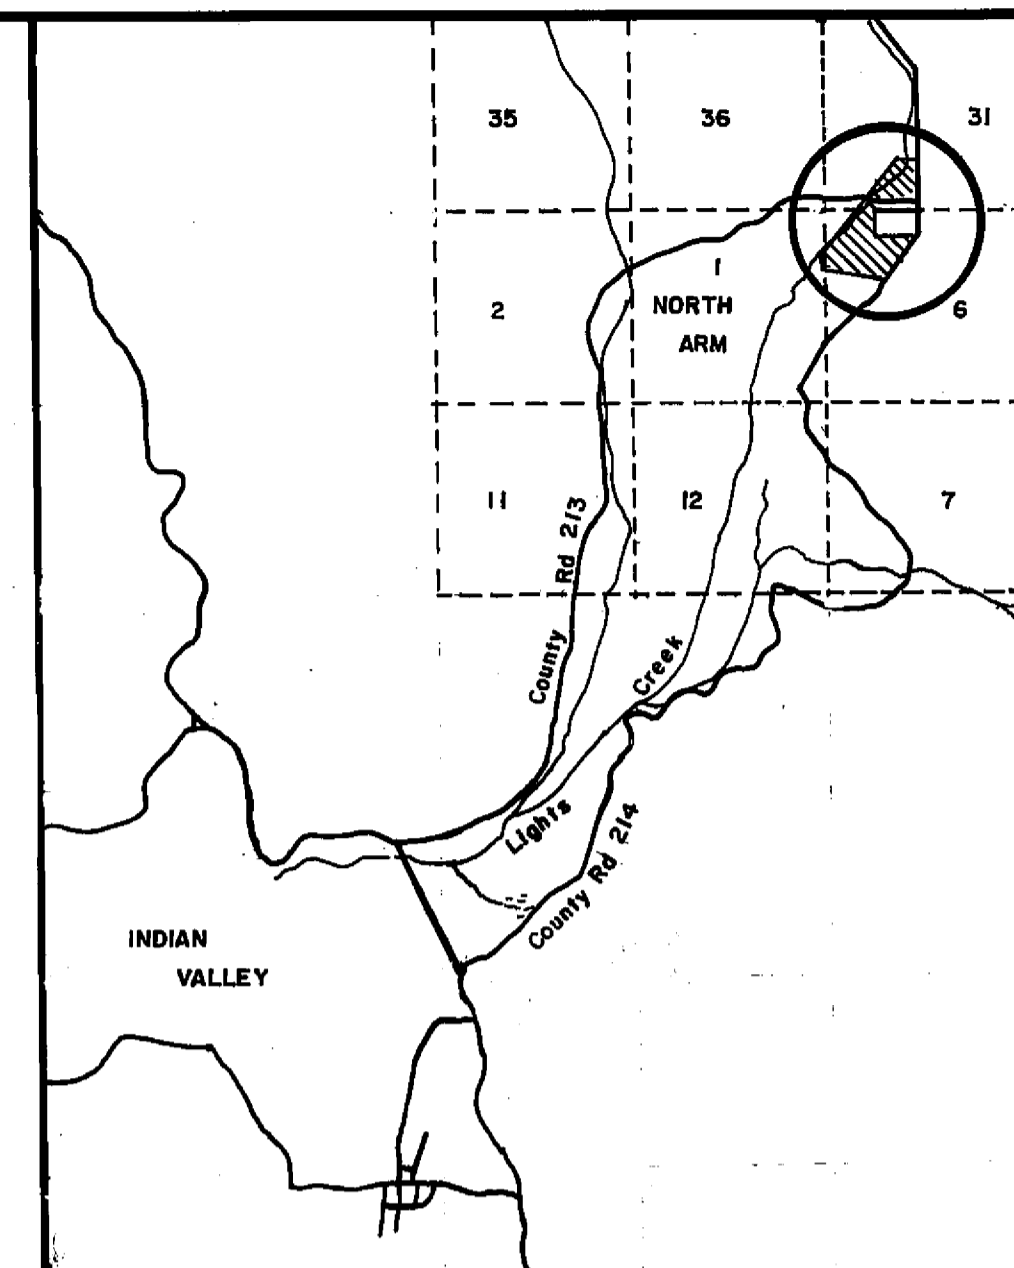 35
36
31
2
1
NORTH
ARM
6
11
12
7
County Rd 213
Lights Creek
County Rd 214
INDIAN
VALLEY